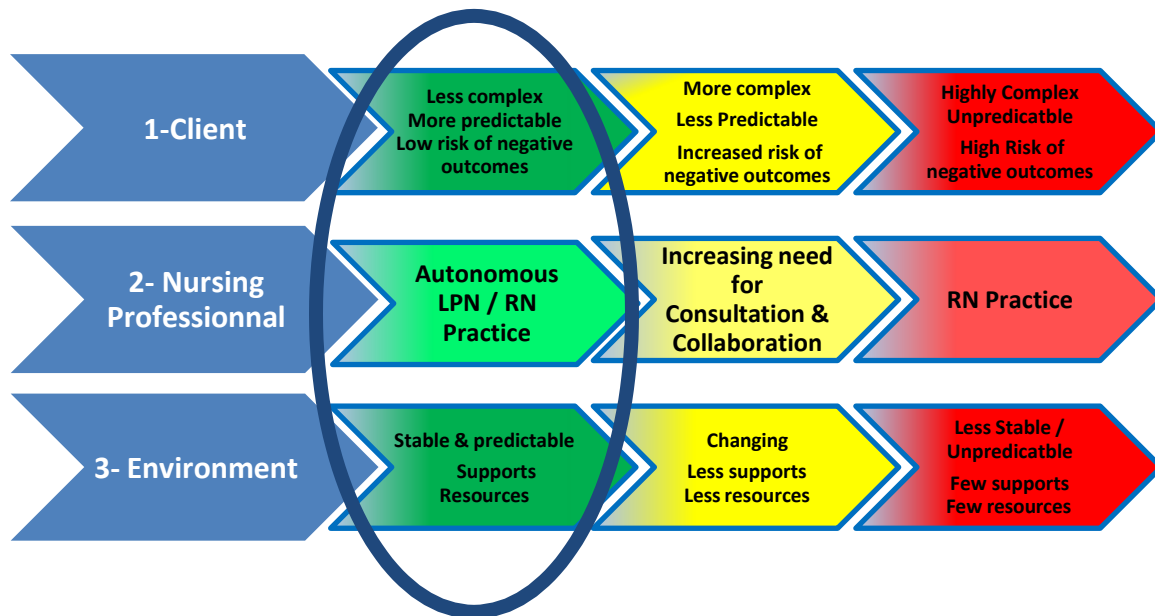 1-Client
Less complex
More predictable
Low risk of negative
outcomes
More complex
Less Predictable
Increased risk of
negative outcomes
Highly Complex
Unpredicatble
High Risk of
negative outcomes
2- Nursing
Professionnal
Autonomous
LPN / RN
Practice
Increasing need
for
Consultation &
Collaboration
RN Practice
3- Environment
Stable & predictable
Supports
Resources
Changing
Less supports
Less resources
Less Stable /
Unpredicatble
Few supports
Few resources